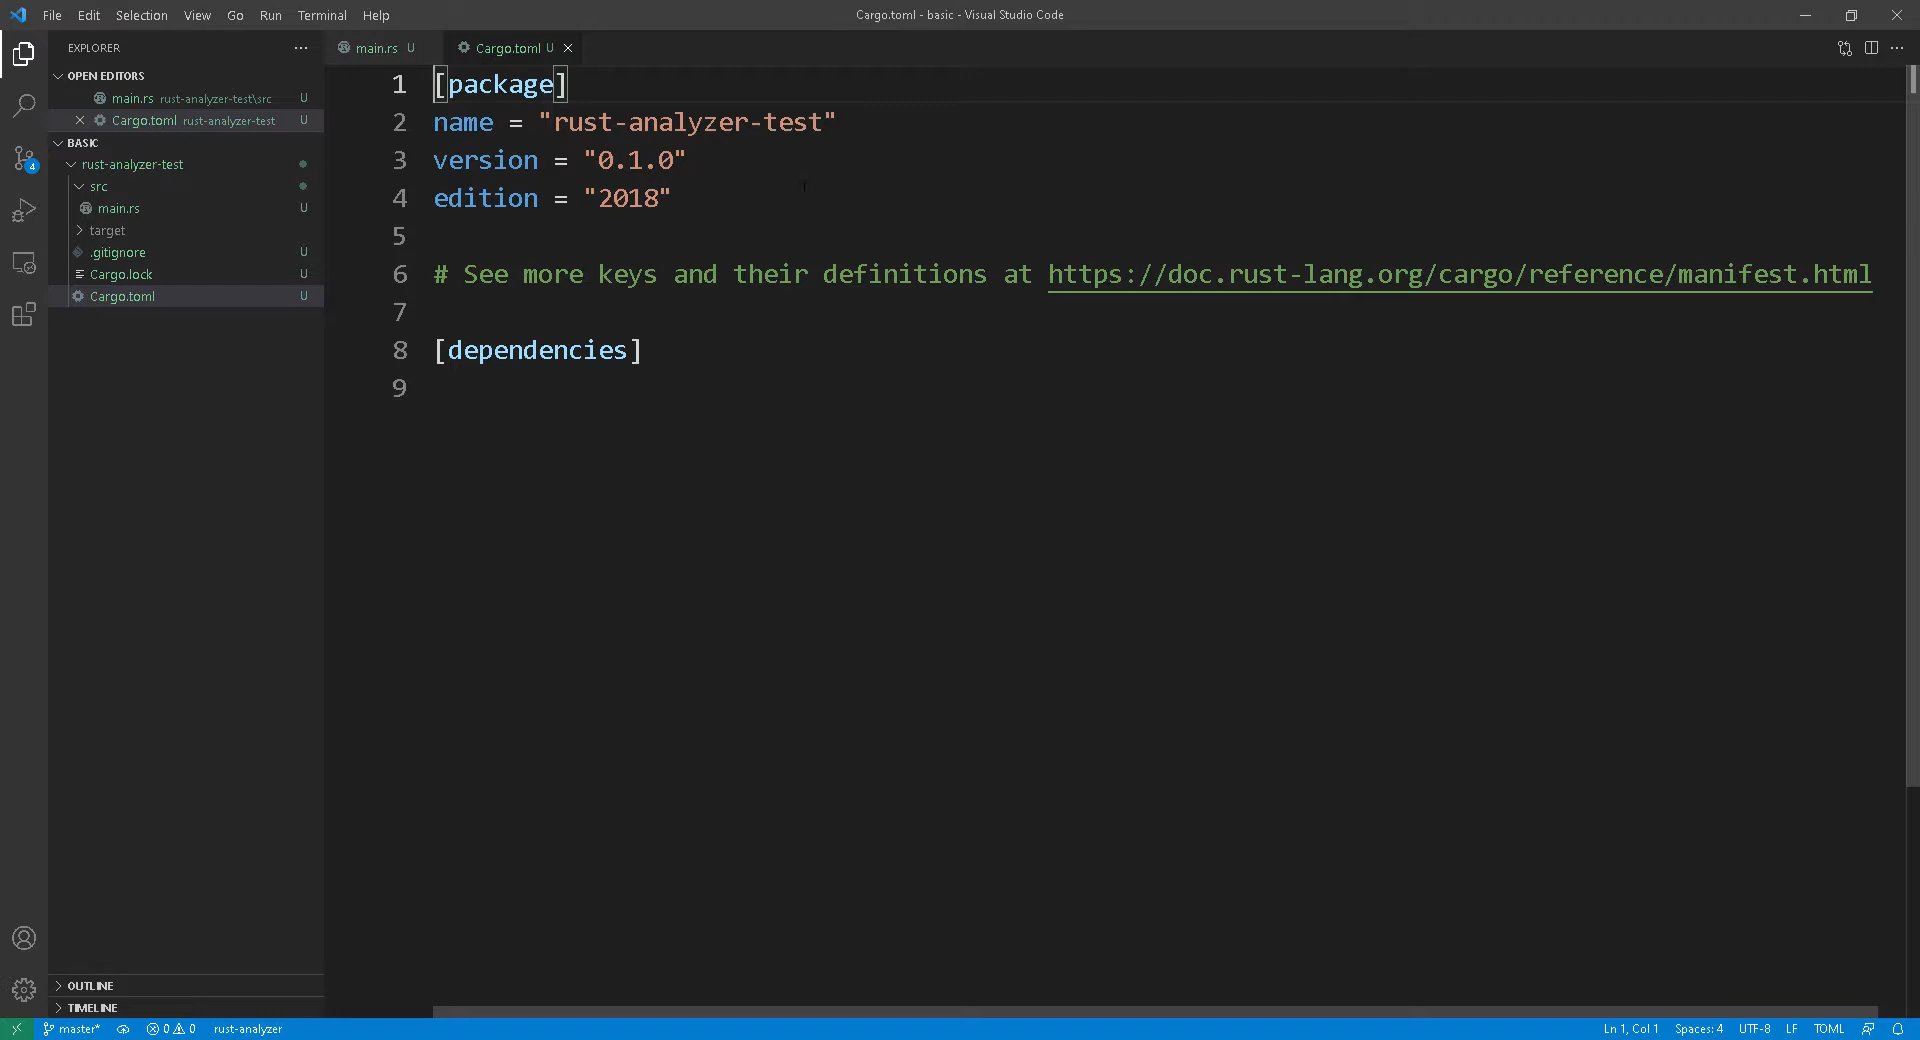 File Edit Selection View Go Run Terminal Help
Cargo.toml - basic - Visual Studio Code
EXPLORER
OPEN EDITORS
main.rs rust-analyzer-test\src U
Cargo.toml rust-analyzer-test U
BASIC
rust-analyzer-test
src
main.rs U
target
.gitignore U
Cargo.lock U
Cargo.toml U
OUTLINE
TIMELINE
main.rs U Cargo.toml U
1 [package]
2 name = "rust-analyzer-test"
3 version = "0.1.0"
4 edition = "2018"
5
6 # See more keys and their definitions at https://doc.rust-lang.org/cargo/reference/manifest.html
7
8 [dependencies]
9
4
master* 0 0 rust-analyzer
Ln 1, Col 1 Spaces: 4 UTF-8 LF TOML